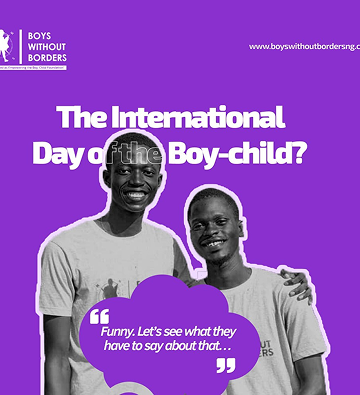 BOYS
WITHOUT
BORDERS
www.boyswithoutbordersng.c
The International
Day of the Boy-child?
Funny. Let's see what they
have to say about that...